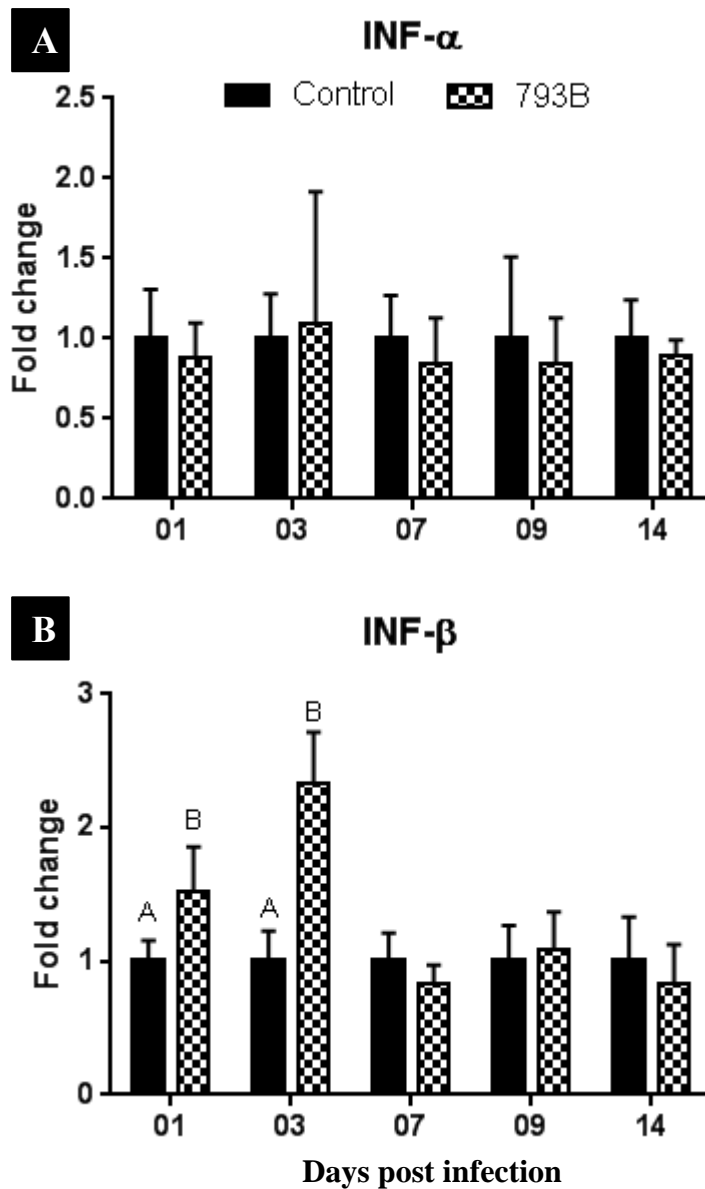 A
INF-α
Control 793B
2.5
2.0
1.5
1.0
0.5
0.0
Fold change
01 03 07 09 14
B
INF-β
3
2
1
0
Fold change
A B A B
01 03 07 09 14
Days post infection